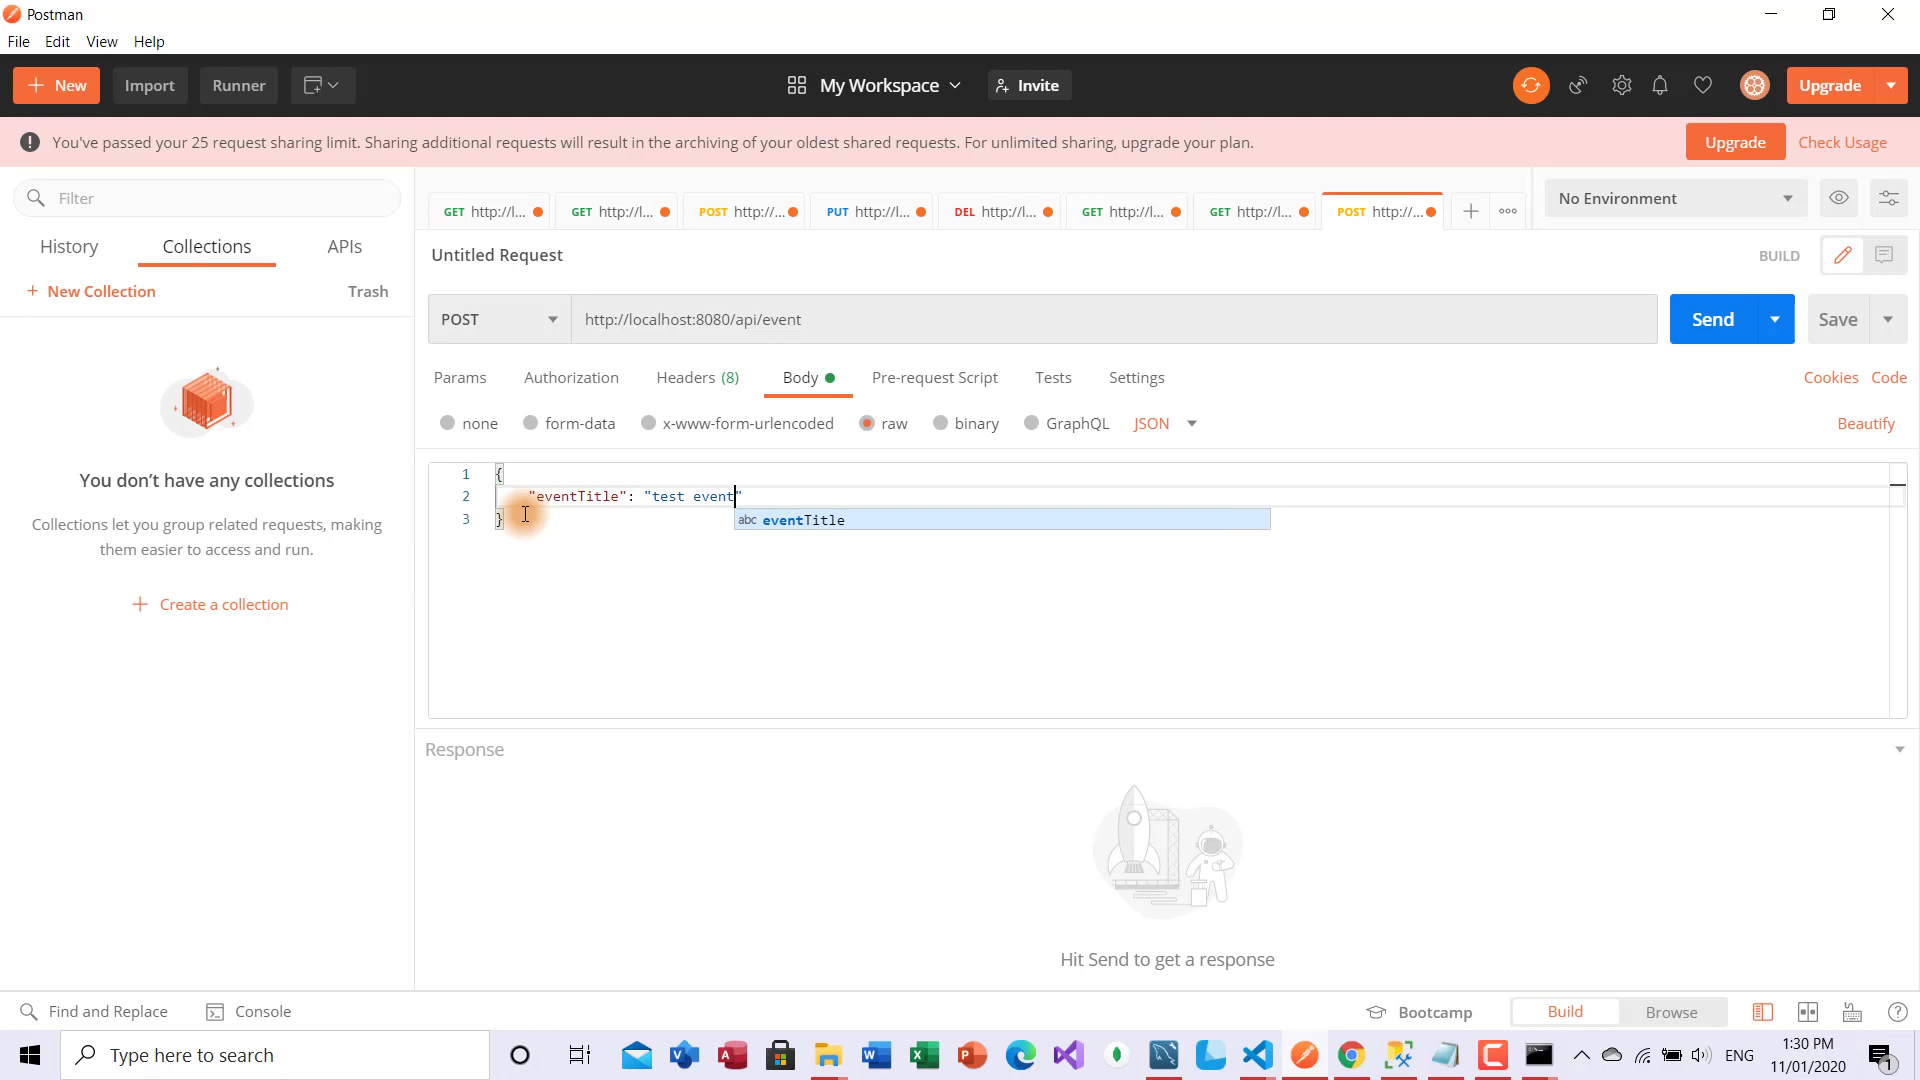 Postman
File Edit View Help
New Import Runner My Workspace Invite Upgrade
You've passed your 25 request sharing limit. Sharing additional requests will result in the archiving of your oldest shared requests. For unlimited sharing, upgrade your plan. Upgrade Check Usage
Filter
History Collections APIs
+ New Collection Trash
You don't have any collections
Collections let you group related requests, making
them easier to access and run.
+ Create a collection
GET http://l... GET http://l... POST http://... PUT http://l... DEL http://l... GET http://l... GET http://l... POST http://... No Environment
Untitled Request BUILD
POST http://localhost:8080/api/event Send Save
Params Authorization Headers (8) Body Pre-request Script Tests Settings Cookies Code
none form-data x-www-form-urlencoded raw binary GraphQL JSON Beautify
1 {
2 "eventTitle": "test event"
abc eventTitle
3 }
Response
Hit Send to get a response
Find and Replace Console Bootcamp Build Browse
Type here to search ENG 1:30 PM
11/01/2020 1